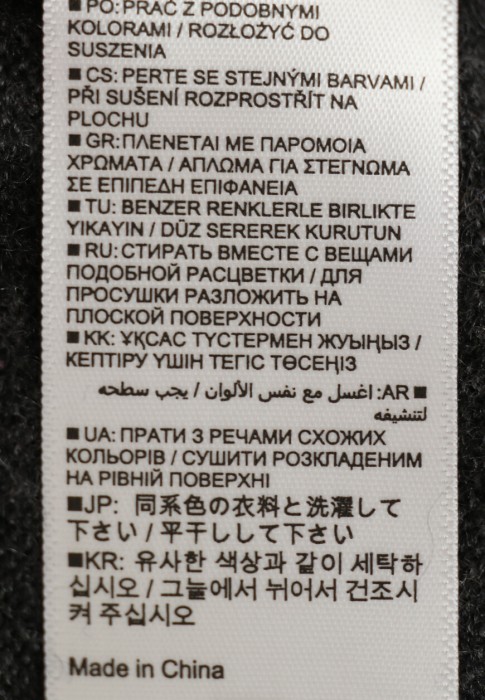 ■ PO: PRAĆ Z PODOBNYMI
KOLORAMI / ROZŁOŻYĆ DO
SUSZENIA
■ CS: PERTE SE STEJNÝMI BARVAMI /
PŘI SUŠENÍ ROZPROSTŘÍT NA
PLOCHU
■ GR: ΠΛΕΝΕΤΑΙ ΜΕ ΠΑΡΟΜΟΙΑ
ΧΡΩΜΑΤΑ / ΑΠΛΩΜΑ ΓΙΑ ΣΤΕΓΝΩΜΑ
ΣΕ ΕΠΙΠΕΔΗ ΕΠΙΦΑΝΕΙΑ
■ TU: BENZER RENKLERLE BIRLIKTE
YIKAYIN / DÜZ SEREREK KURUTUN
■ RU: СТИРАТЬ ВМЕСТЕ С ВЕЩАМИ
ПОДОБНОЙ РАСЦВЕТКИ / ДЛЯ
ПРОСУШКИ РАЗЛОЖИТЬ НА
ПЛОСКОЙ ПОВЕРХНОСТИ
■ KK: ҰҚСАС ТҮСТЕРМЕН ЖУЫҢЫЗ /
КЕПТІРУ ҮШІН ТЕГІС ТӨСЕҢІЗ
■ AR: اغسل مع نفس الألوان / يجب سطحه
لتنشيفه
■ UA: ПРАТИ З РЕЧАМИ СХОЖИХ
КОЛЬОРІВ / СУШИТИ РОЗКЛАДЕНИМ
НА РІВНІЙ ПОВЕРХНІ
■JP: 同系色の衣料と洗濯して
下さい / 平干しして下さい
■KR: 유사한 색상과 같이 세탁하
십시오 / 그늘에서 뉘어서 건조시
켜 주십시오
Made in China